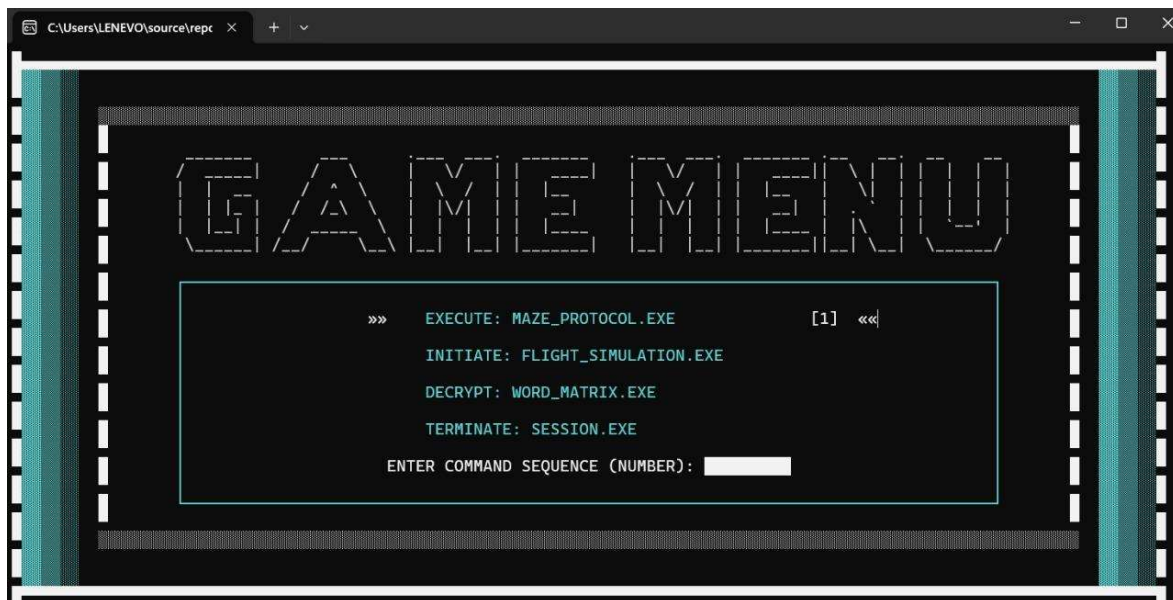 C:\Users\LENEVO\source\repc
GAME MENU
»» EXECUTE: MAZE_PROTOCOL.EXE [1] ««
INITIATE: FLIGHT_SIMULATION.EXE
DECRYPT: WORD_MATRIX.EXE
TERMINATE: SESSION.EXE
ENTER COMMAND SEQUENCE (NUMBER):